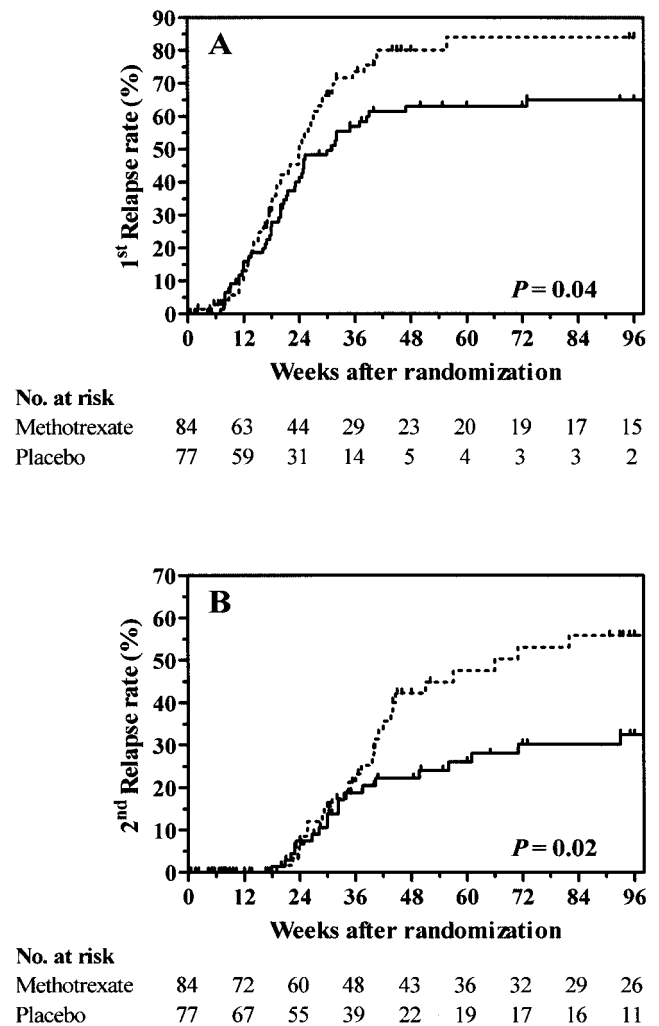 A
90
80
70
60
50
40
30
20
10
0
1st Relapse rate (%)
P = 0.04
0 12 24 36 48 60 72 84 96
Weeks after randomization
No. at risk
Methotrexate 84 63 44 29 23 20 19 17 15
Placebo 77 59 31 14 5 4 3 3 2
B
70
60
50
40
30
20
10
0
2nd Relapse rate (%)
P = 0.02
0 12 24 36 48 60 72 84 96
Weeks after randomization
No. at risk
Methotrexate 84 72 60 48 43 36 32 29 26
Placebo 77 67 55 39 22 19 17 16 11